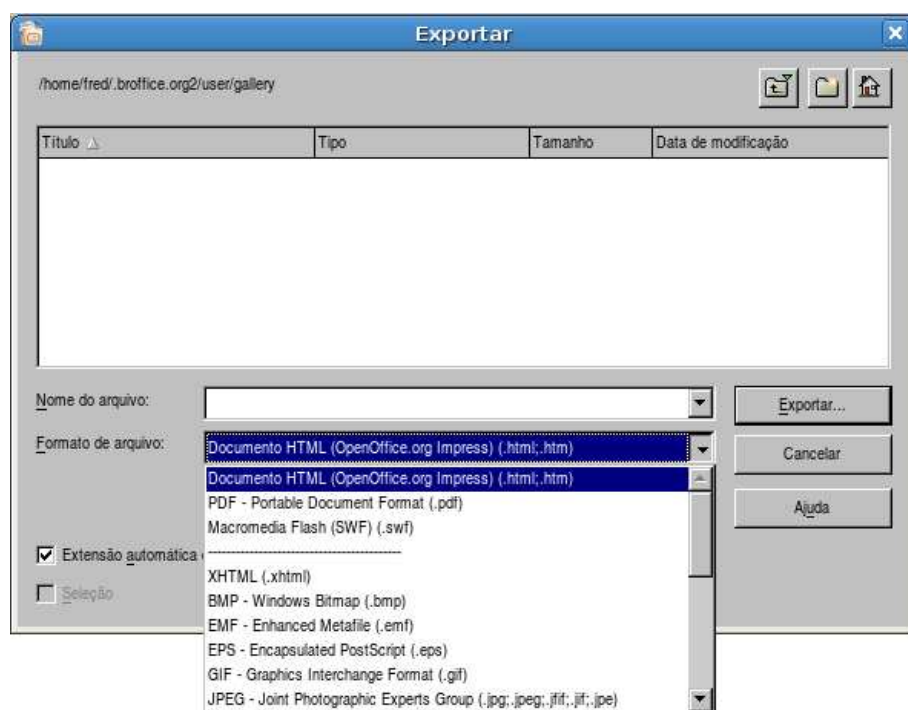 Exportar
/home/fred/.broffice.org2/user/gallery
Título Tipo Tamanho Data de modificação
Nome do arquivo:
Exportar...
Formato de arquivo: Documento HTML (OpenOffice.org Impress) (.html;.htm)
Cancelar
Documento HTML (OpenOffice.org Impress) (.html;.htm)
PDF - Portable Document Format (.pdf)
Ajuda
Macromedia Flash (SWF) (.swf)
Extensão automática
------------------------------------------
XHTML (.xhtml)
Seleção
BMP - Windows Bitmap (.bmp)
EMF - Enhanced Metafile (.emf)
EPS - Encapsulated PostScript (.eps)
GIF - Graphics Interchange Format (.gif)
JPEG - Joint Photographic Experts Group (.jpg;.jpeg;.jfif;.jif;.jpe)